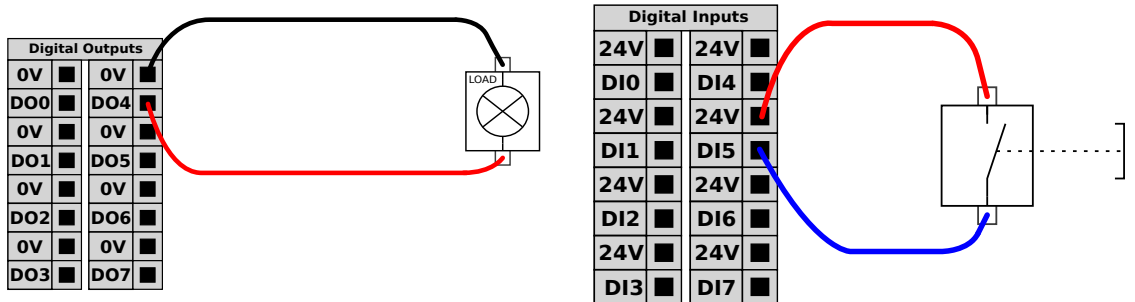 Digital Outputs
0V 0V
DO0 DO4
0V 0V
DO1 DO5
0V 0V
DO2 DO6
0V 0V
DO3 DO7
LOAD
Digital Inputs
24V 24V
DI0 DI4
24V 24V
DI1 DI5
24V 24V
DI2 DI6
24V 24V
DI3 DI7